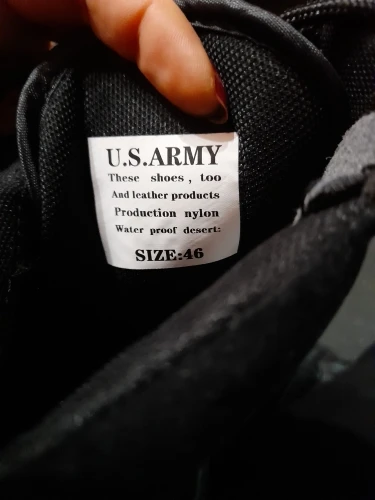 U.S.ARMY
These shoes, too
And leather products
Production nylon
Water proof desert:
SIZE:46